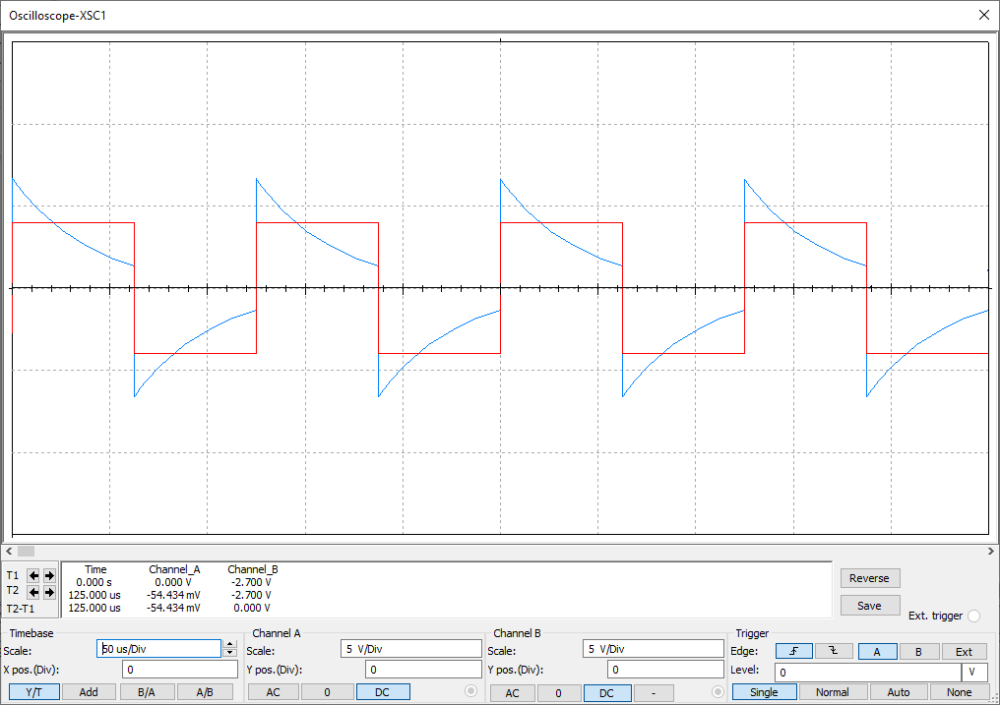 Oscilloscope-XSC1
Time Channel_A Channel_B
T1 0.000 s 0.000 V -2.700 V
T2 125.000 us -54.434 mV -2.700 V
T2-T1 125.000 us -54.434 mV 0.000 V
Reverse
Save
Ext. trigger
Timebase Channel A Channel B Trigger
Scale: 50 us/Div Scale: 5 V/Div Scale: 5 V/Div Edge: A B Ext
X pos.(Div): 0 Y pos.(Div): 0 Y pos.(Div): 0 Level: 0 V
Y/T Add B/A A/B AC 0 DC AC 0 DC - Single Normal Auto None